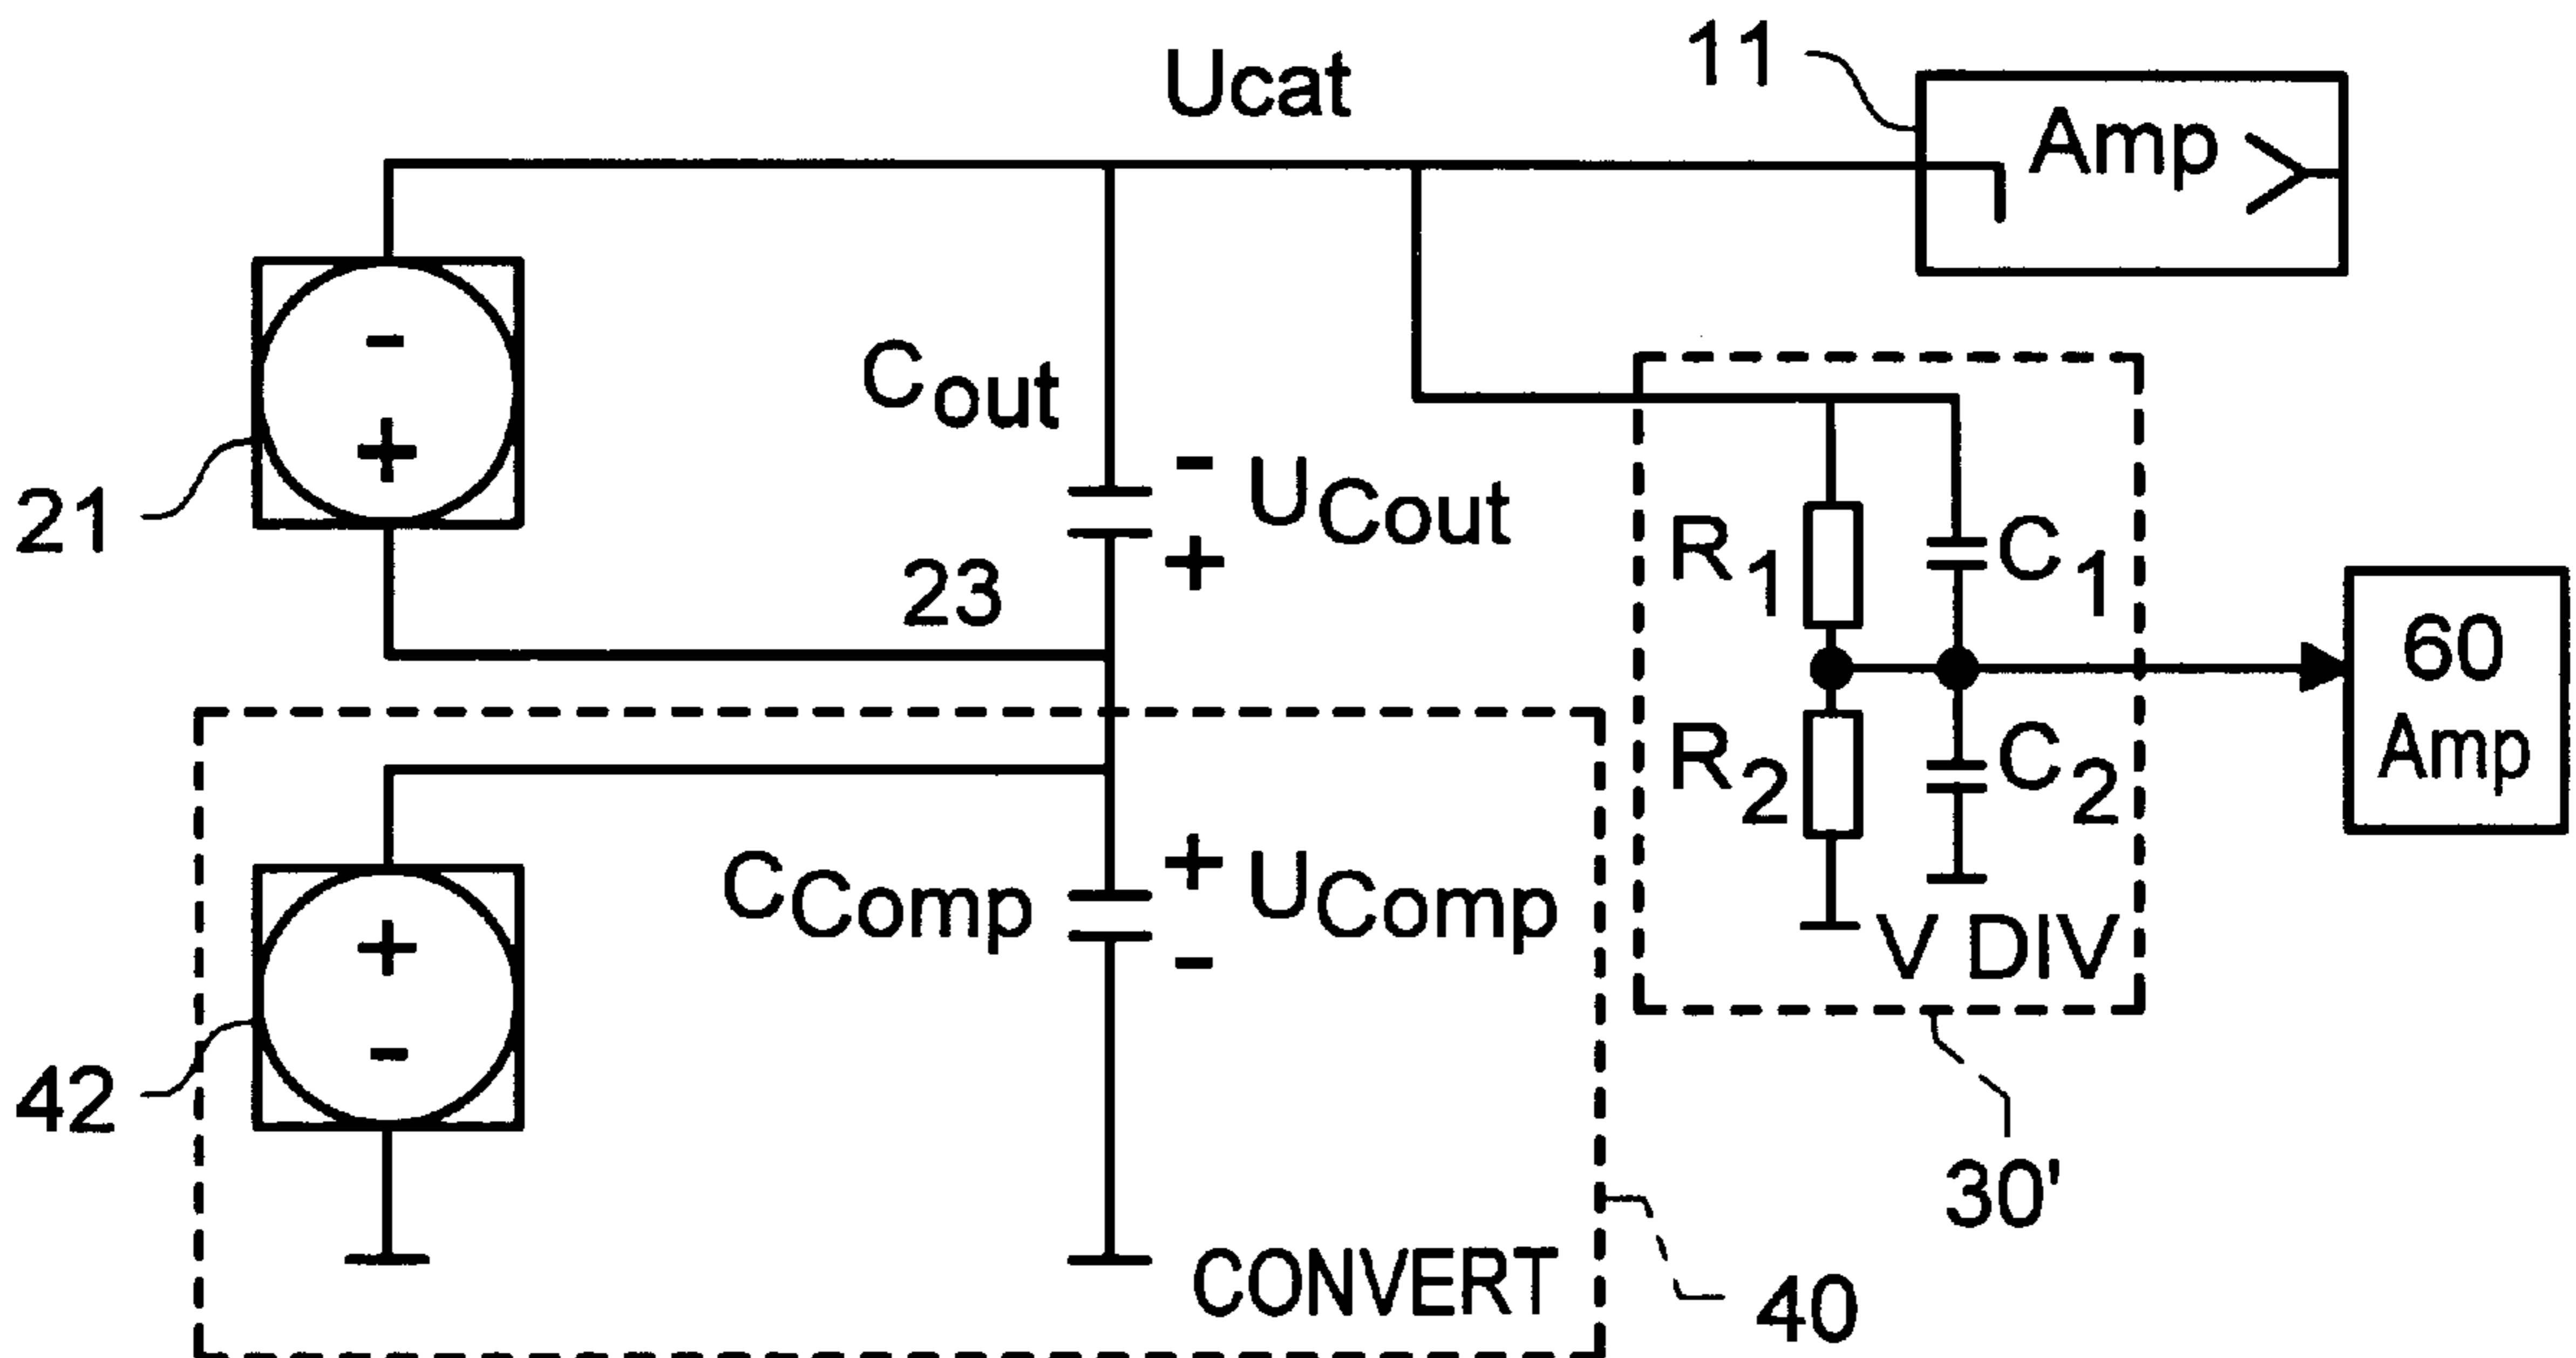 11
Ucat
Amp
-
+
21
Cout
-
UCout
+
23
R1
C1
60
Amp
R2
C2
V DIV
30'
+
-
42
CComp
+
UComp
-
CONVERT
40